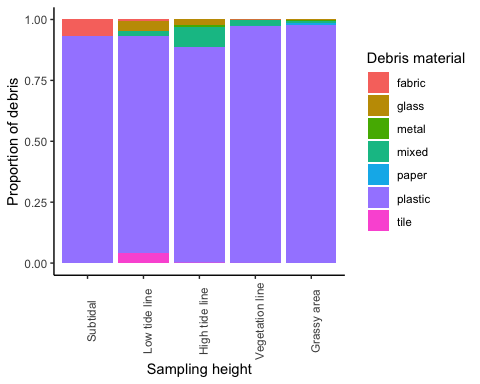 1.00
0.75
0.50
0.25
0.00
Proportion of debris
Subtidal
Low tide line
High tide line
Vegetation line
Grassy area
Sampling height
Debris material
fabric
glass
metal
mixed
paper
plastic
tile